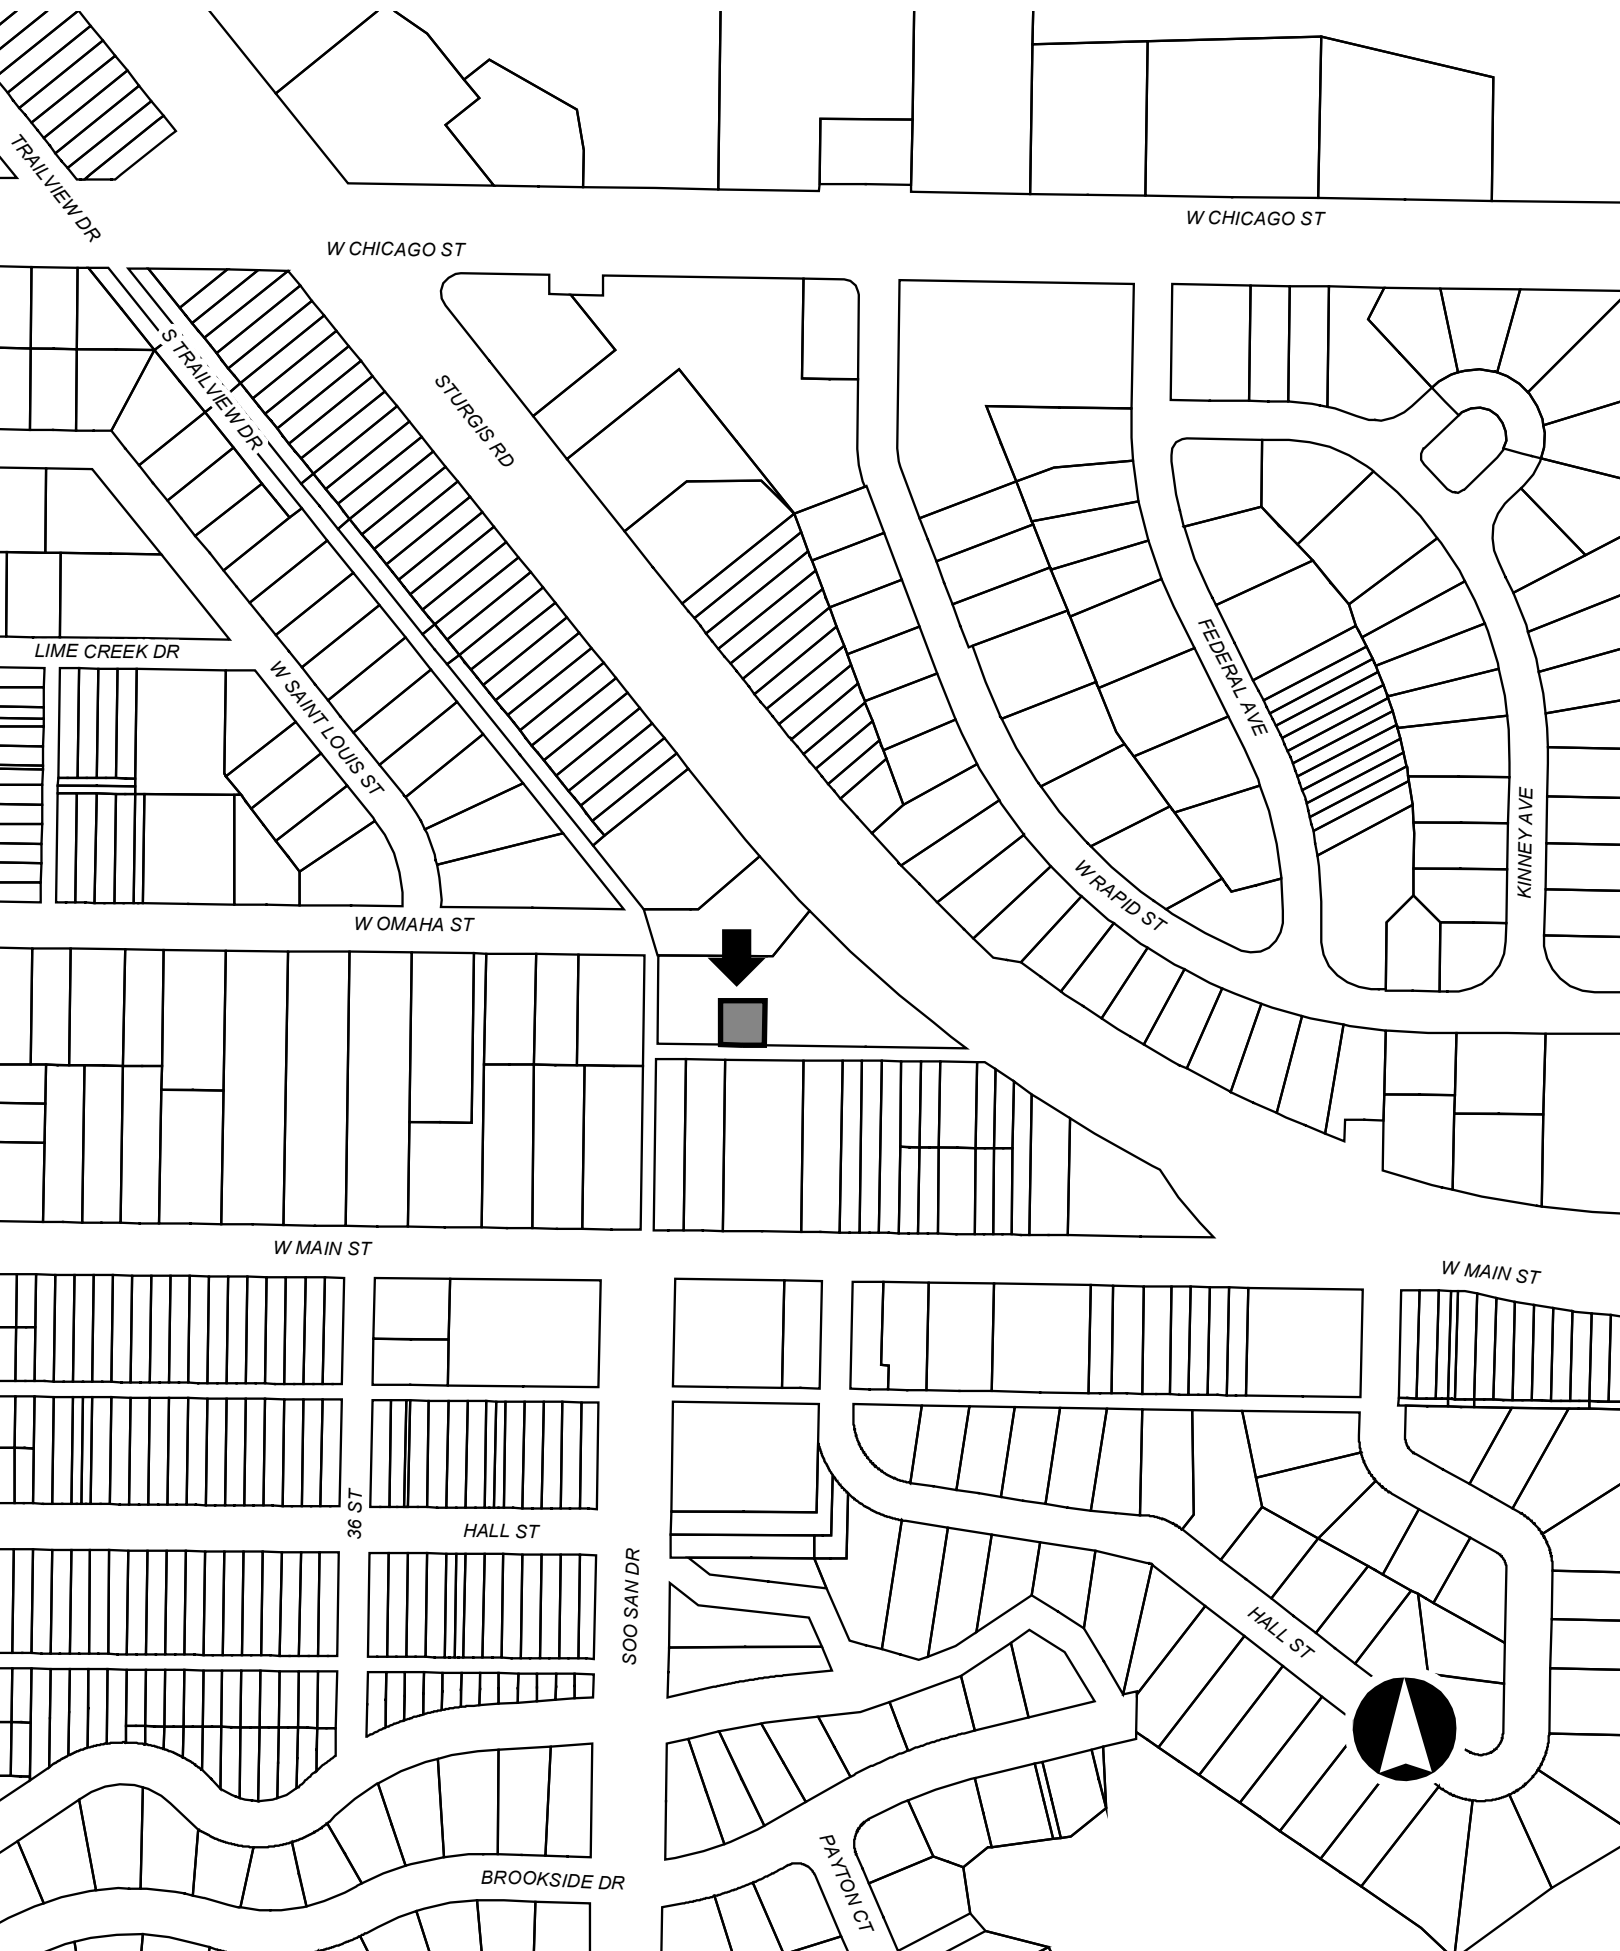 TRAILVIEW DR
W CHICAGO ST
W CHICAGO ST
S TRAILVIEW DR
STURGIS RD
LIME CREEK DR
W SAINT LOUIS ST
FEDERAL AVE
KINNEY AVE
W RAPID ST
W OMAHA ST
W MAIN ST
W MAIN ST
36 ST
HALL ST
SOO SAN DR
HALL ST
PAYTON CT
BROOKSIDE DR